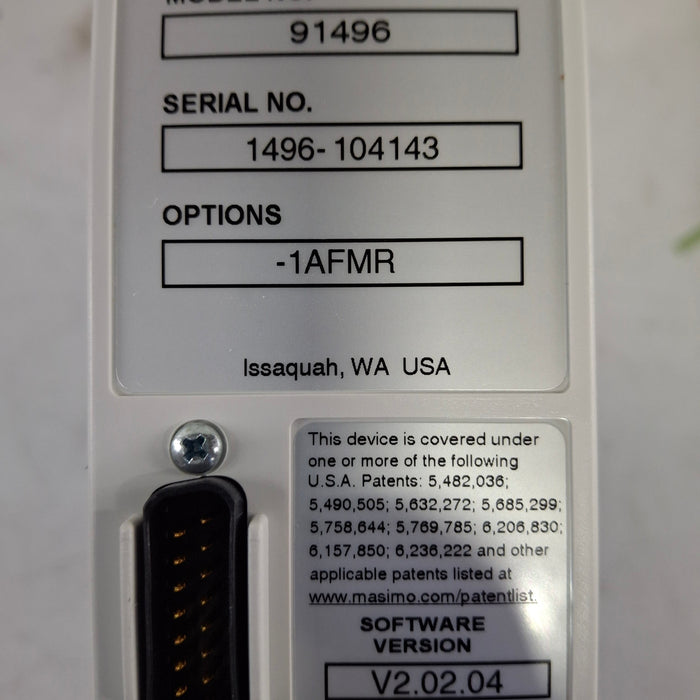 MODEL NO.
91496
SERIAL NO.
1496-104143
OPTIONS
-1AFMR
Issaquah, WA USA
This device is covered under
one or more of the following
U.S.A. Patents: 5,482,036;
5,490,505; 5,632,272; 5,685,299;
5,758,644; 5,769,785; 6,206,830;
6,157,850; 6,236,222 and other
applicable patents listed at
www.masimo.com/patentlist.
SOFTWARE
VERSION
V2.02.04